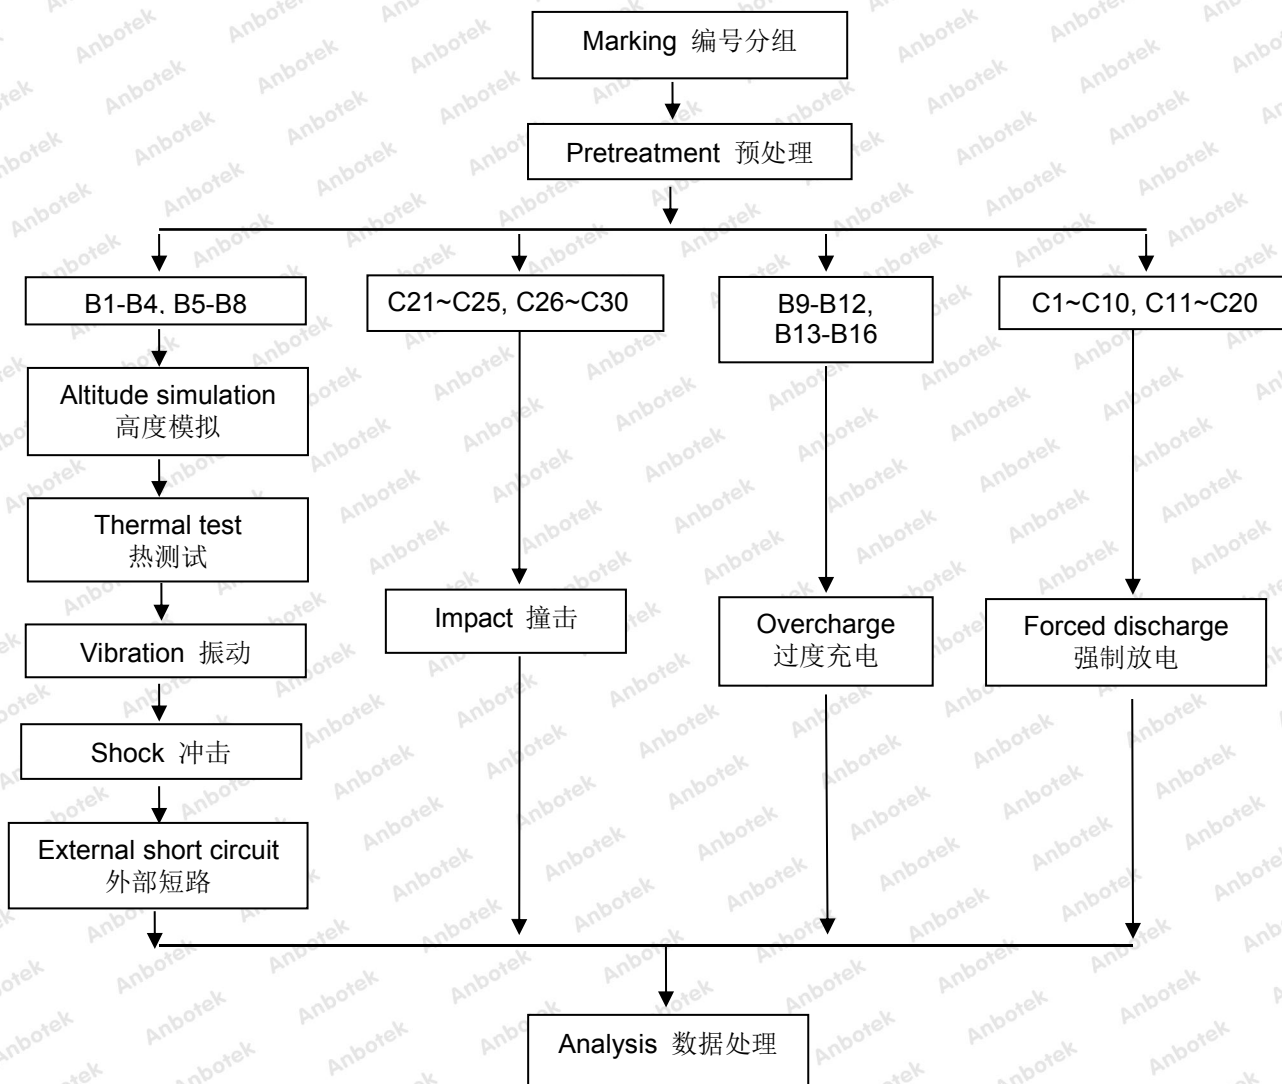 Marking 编号分组
Pretreatment 预处理
B1-B4, B5-B8
C21~C25, C26~C30
B9-B12,
B13-B16
C1~C10, C11~C20
Altitude simulation
高度模拟
Thermal test
热测试
Vibration 振动
Shock 冲击
External short circuit
外部短路
Impact 撞击
Overcharge
过度充电
Forced discharge
强制放电
Analysis 数据处理
Anbotek